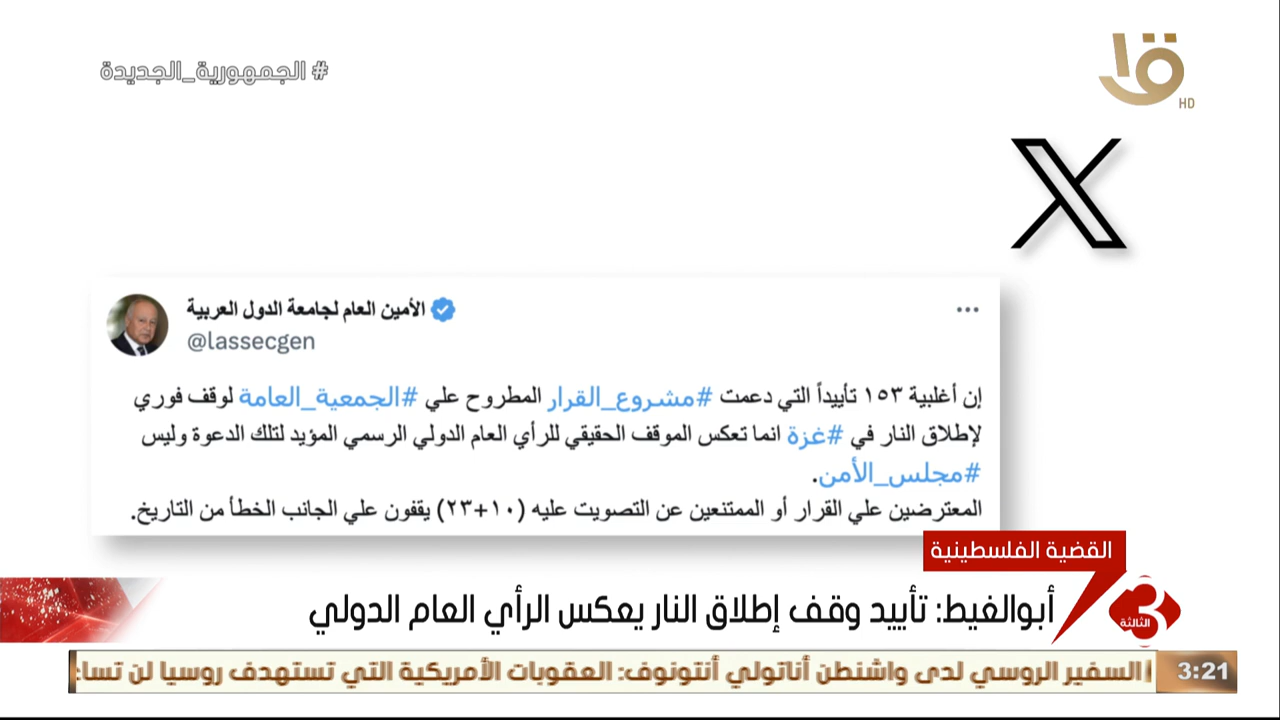 # الجمهورية_الجديدة
HD
الأمين العام لجامعة الدول العربية
@lassecgen
إن أغلبية ١٥٣ تأييداً التي دعمت #مشروع_القرار المطروح علي #الجمعية_العامة لوقف فوري
لإطلاق النار في #غزة انما تعكس الموقف الحقيقي للرأي العام الدولي الرسمي المؤيد لتلك الدعوة وليس
#مجلس_الأمن.
المعترضين علي القرار أو الممتنعين عن التصويت عليه (١٠+٢٣) يقفون علي الجانب الخطأ من التاريخ.
القضية الفلسطينية
3 الثالثة
أبوالغيط: تأييد وقف إطلاق النار يعكس الرأي العام الدولي
السفير الروسي لدى واشنطن أناتولي أنتونوف: العقوبات الأمريكية التي تستهدف روسيا لن
3:21